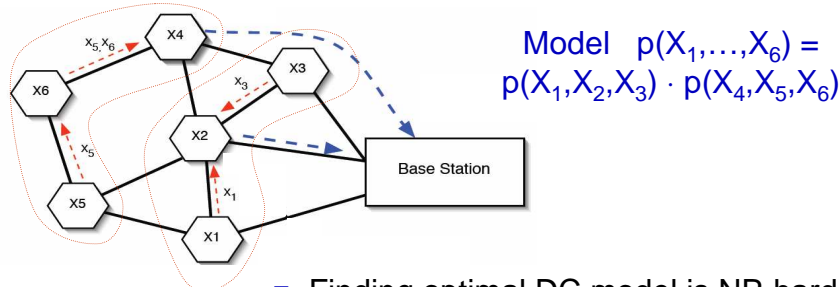 Model p(X₁,…,X₆) =
p(X₁,X₂,X₃) · p(X₄,X₅,X₆)
X4
x₅,x₆
X3
x₃
X6
X2
x₅
Base Station
x₁
X5
X1
Finding optimal DC model is NP hard